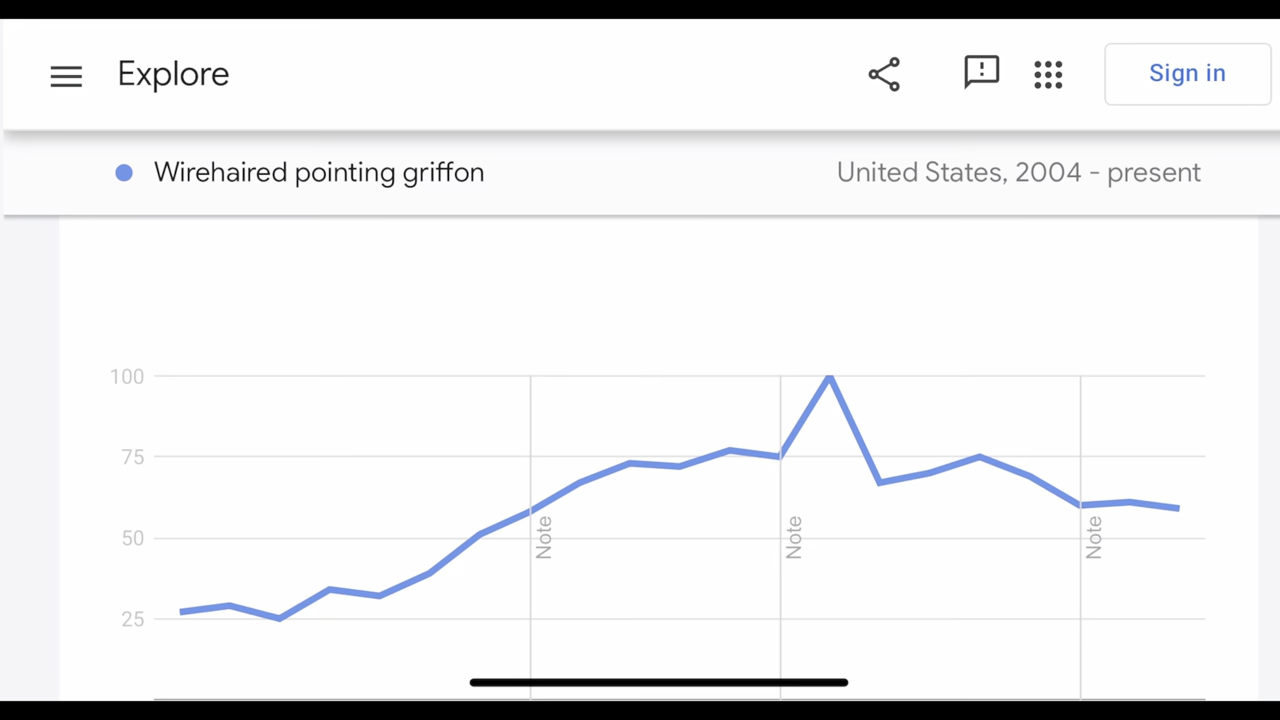 Explore
Sign in
Wirehaired pointing griffon
United States, 2004 - present
100
75
50
25
Note
Note
Note